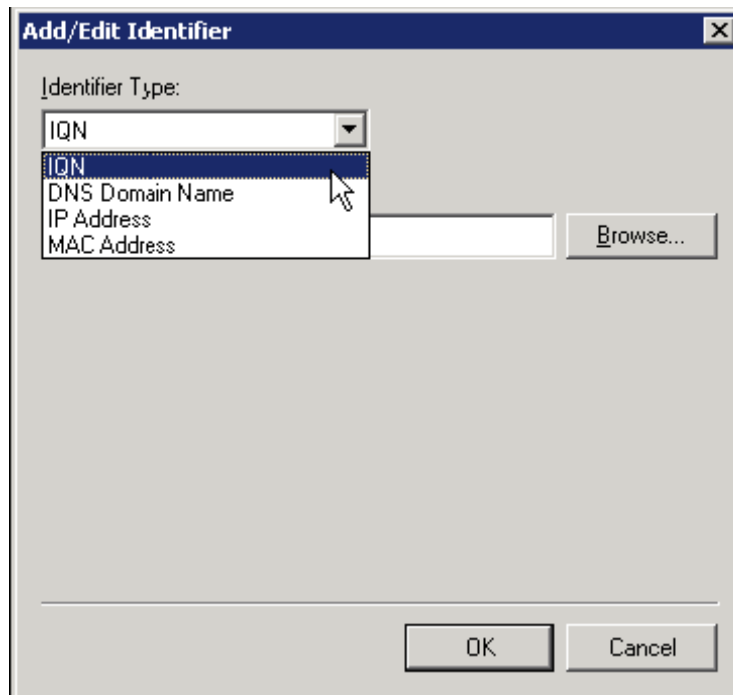 Add/Edit Identifier
Identifier Type:
IQN
IQN
DNS Domain Name
IP Address
MAC Address
Browse...
OK
Cancel